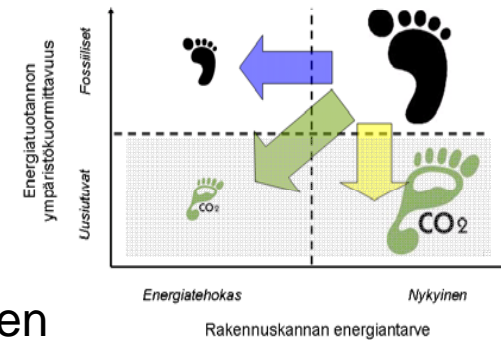 Energiatuotannon
ympäristökuormittavuus
Fossiiliset
Uusiutuvat
CO2
CO2
Energiatehokas
Nykyinen
en
Rakennuskannan energiantarve